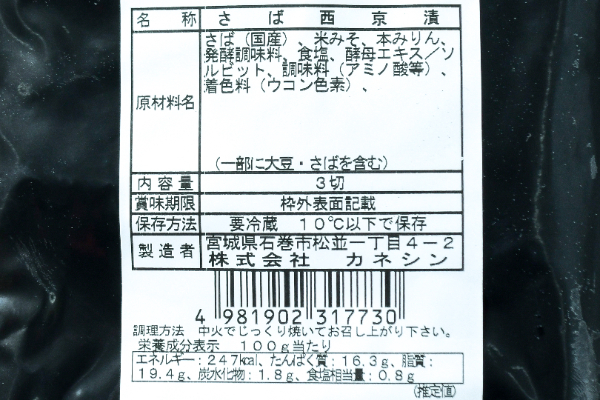 名称 さば西京漬
原材料名 さば（国産）、米みそ、本みりん、
発酵調味料、食塩、酵母エキス／ソ
ルビット、調味料（アミノ酸等）、
着色料（ウコン色素）、
（一部に大豆・さばを含む）
内容量 3切
賞味期限 枠外表面記載
保存方法 要冷蔵 10℃以下で保存
製造者 宮城県石巻市松並一丁目4－2
株式会社 カネシン
4 981902 317730
調理方法 中火でじっくり焼いてお召し上がり下さい。
栄養成分表示 100g当たり
エネルギー：247kcal、たんぱく質：16.3g、脂質：
19.4g、炭水化物：1.8g、食塩相当量：0.8g
（推定値）